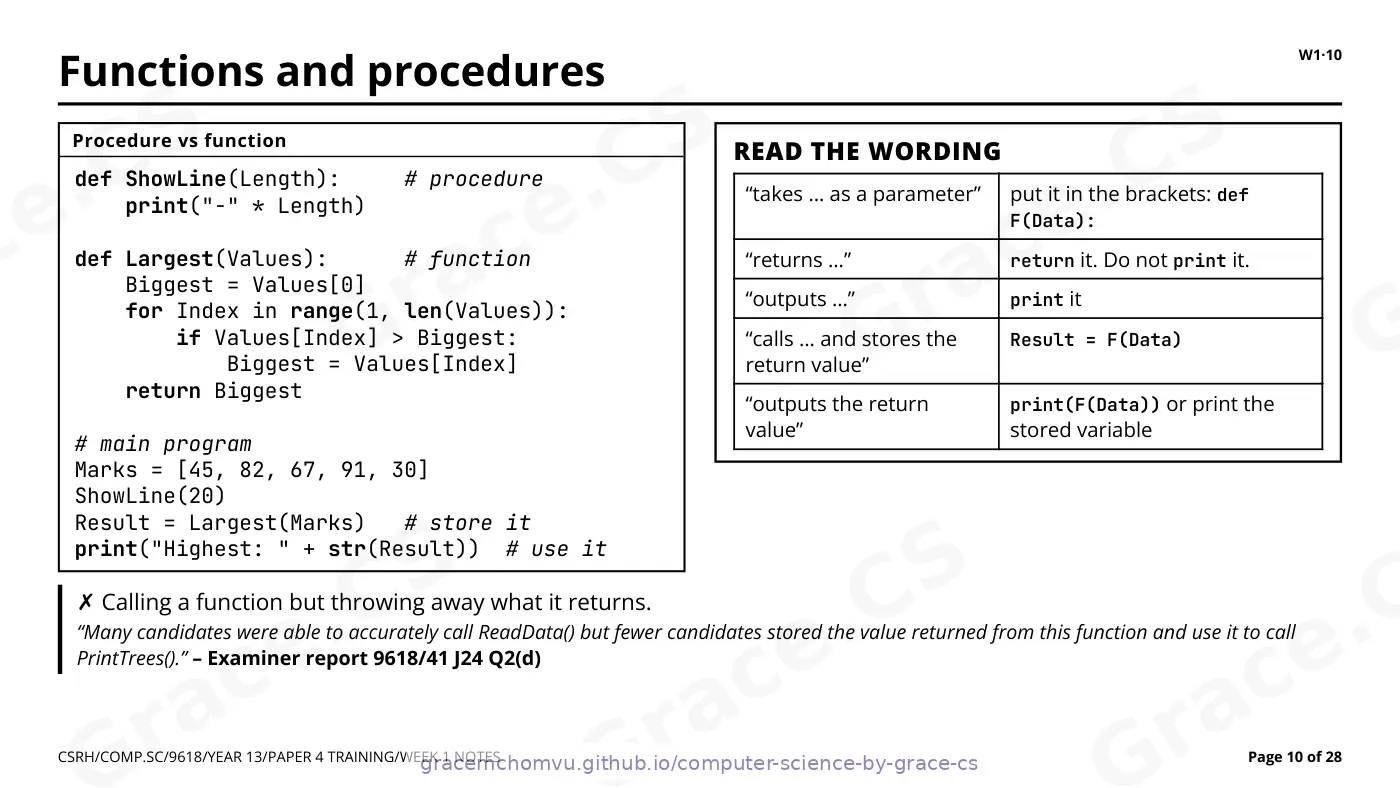 Functions and procedures
W1·10
Procedure vs function
def ShowLine(Length):     # procedure
    print("-" * Length)

def Largest(Values):      # function
    Biggest = Values[0]
    for Index in range(1, len(Values)):
        if Values[Index] > Biggest:
            Biggest = Values[Index]
    return Biggest

# main program
Marks = [45, 82, 67, 91, 30]
ShowLine(20)
Result = Largest(Marks)   # store it
print("Highest: " + str(Result))  # use it
READ THE WORDING
“takes … as a parameter”
put it in the brackets: def
F(Data):
“returns …”
return it. Do not print it.
“outputs …”
print it
“calls … and stores the
return value”
Result = F(Data)
“outputs the return
value”
print(F(Data)) or print the
stored variable
✗ Calling a function but throwing away what it returns.
“Many candidates were able to accurately call ReadData() but fewer candidates stored the value returned from this function and use it to call
PrintTrees().” – Examiner report 9618/41 J24 Q2(d)
CSRH/COMP.SC/9618/YEAR 13/PAPER 4 TRAINING/WEEK 1 NOTES
gracemchomvu.github.io/computer-science-by-grace-cs
Page 10 of 28
Grace.CS